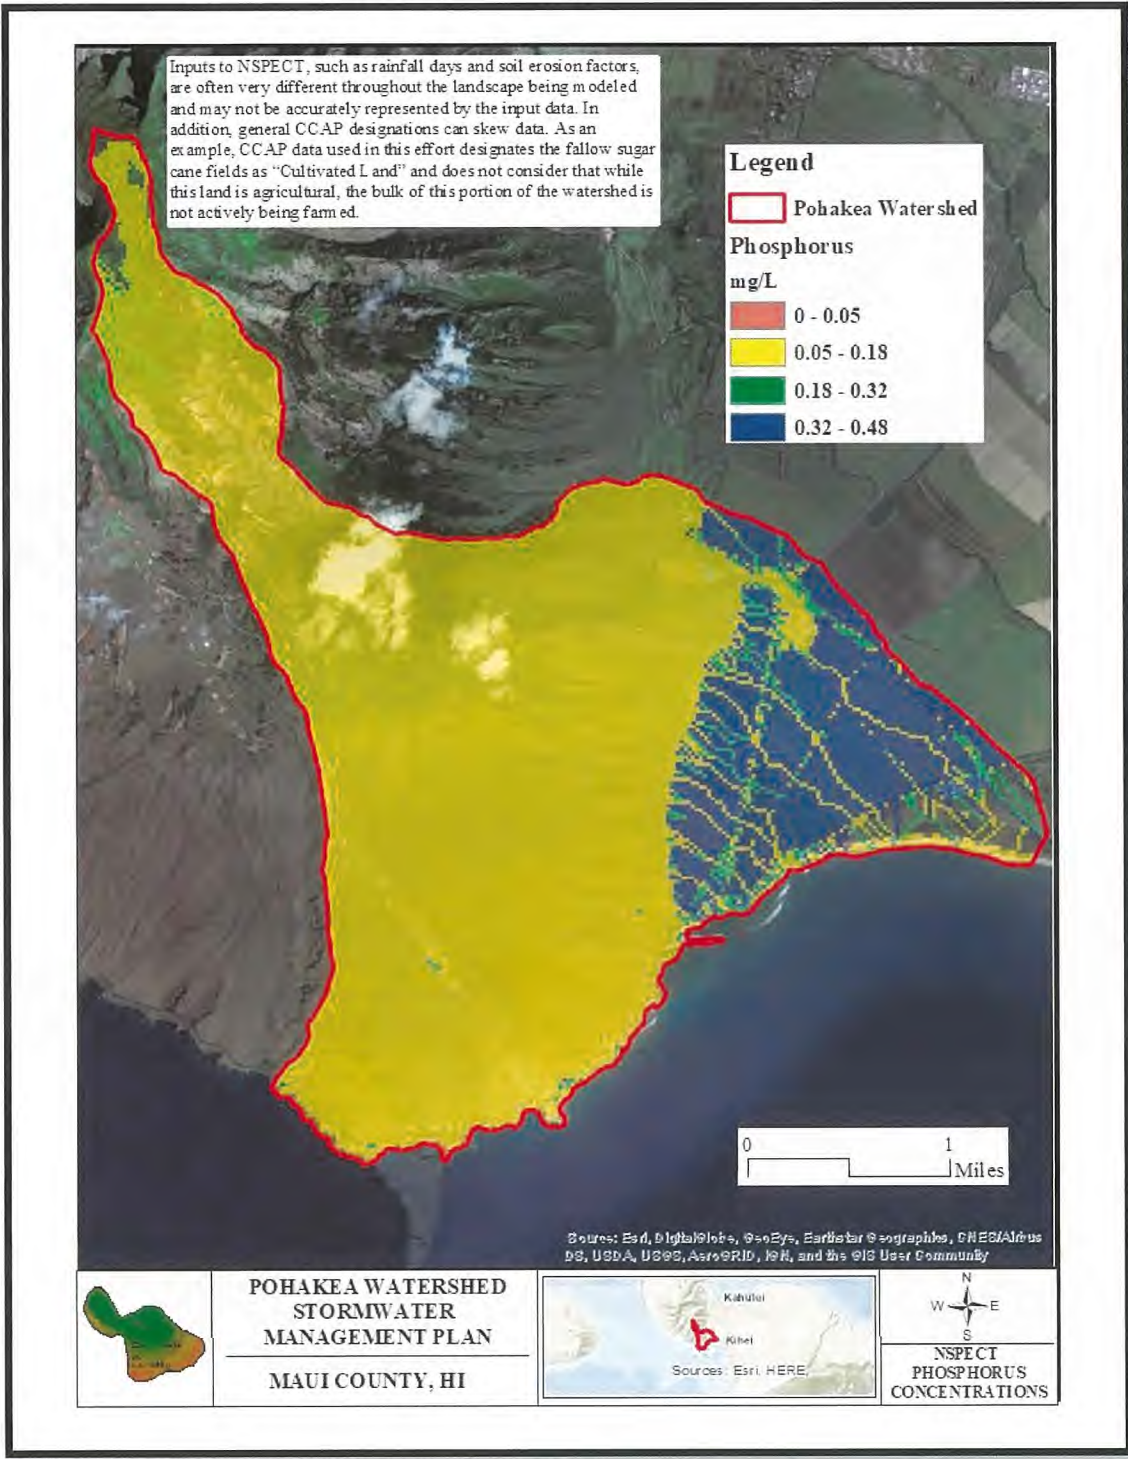 Inputs to NSPECT, such as rainfall days and soil erosion factors,
are often very different throughout the landscape being modeled
and may not be accurately represented by the input data. In
addition, general CCAP designations can skew data. As an
example, CCAP data used in this effort designates the fallow sugar
cane fields as "Cultivated Land" and does not consider that while
this land is agricultural, the bulk of this portion of the watershed is
not actively being farmed.
Legend
Pohakea Watershed
Phosphorus
mg/L
0 - 0.05
0.05 - 0.18
0.18 - 0.32
0.32 - 0.48
0 1
Miles
Source: Esri, DigitalGlobe, GeoEye, Earthstar Geographics, CNES/Airbus
DS, USDA, USGS, AeroGRID, IGN, and the GIS User Community
POHAKEA WATERSHED
STORMWATER
MANAGEMENT PLAN
MAUI COUNTY, HI
Kahului
Kihei
Sources: Esri, HERE,
N
W E
S
NSPECT
PHOSPHORUS
CONCENTRATIONS